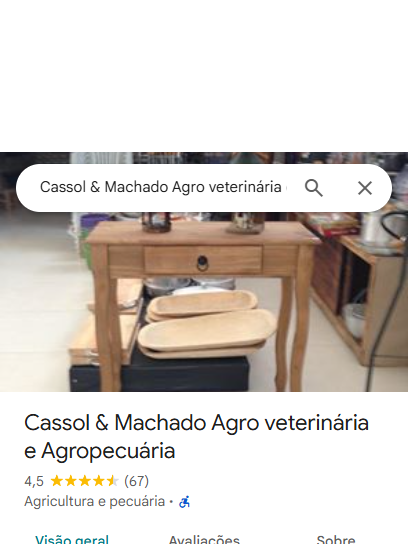 Cassol & Machado Agro veterinária
Cassol & Machado Agro veterinária
e Agropecuária
4,5 (67)
Agricultura e pecuária ·
Visão geral Avaliações Sobre